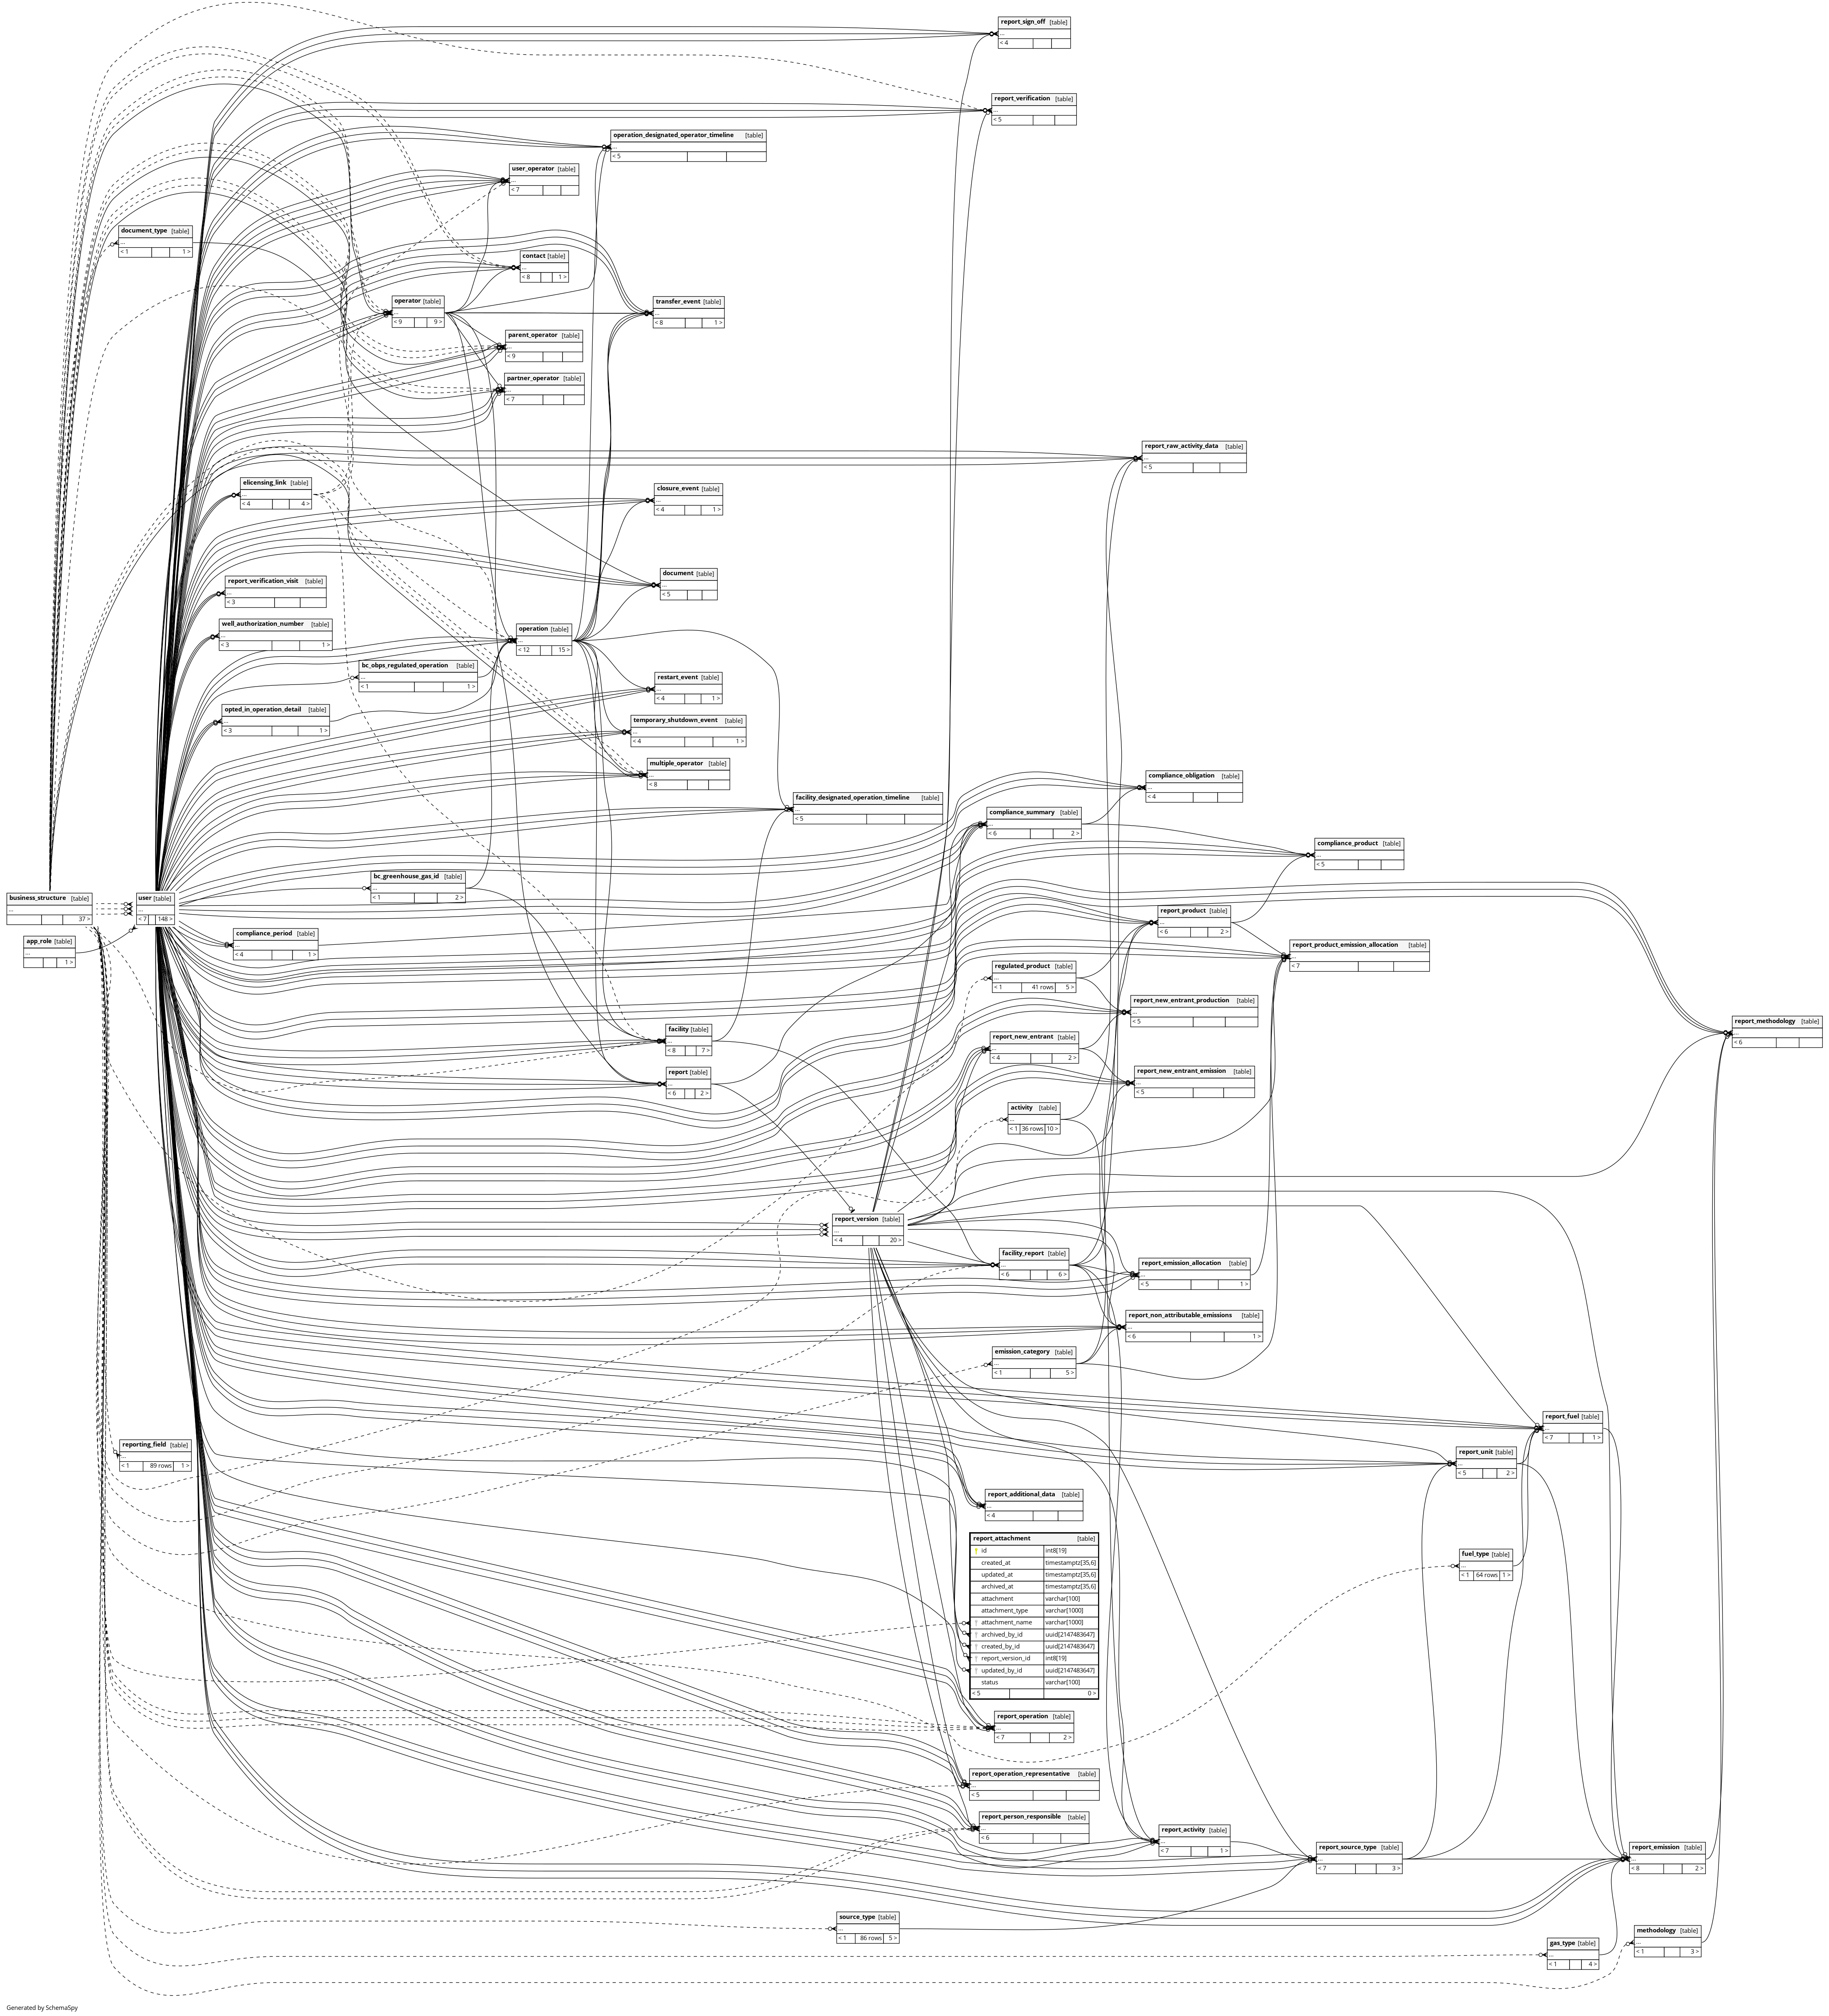 report_sign_off [table]
...
< 4
report_verification [table]
...
< 5
operation_designated_operator_timeline [table]
...
< 5
user_operator [table]
...
< 7
document_type [table]
...
< 1 1 >
contact [table]
...
< 8 1 >
operator [table]
...
< 9 9 >
transfer_event [table]
...
< 8 1 >
parent_operator [table]
...
< 9
partner_operator [table]
...
< 7
report_raw_activity_data [table]
...
< 5
elicensing_link [table]
...
< 4 4 >
closure_event [table]
...
< 4 1 >
document [table]
...
< 5
report_verification_visit [table]
...
< 3
well_authorization_number [table]
...
< 3 1 >
operation [table]
...
< 12 15 >
bc_obps_regulated_operation [table]
...
< 1 1 >
restart_event [table]
...
< 4 1 >
opted_in_operation_detail [table]
...
< 3 1 >
temporary_shutdown_event [table]
...
< 4 1 >
multiple_operator [table]
...
< 8
compliance_obligation [table]
...
< 4
facility_designated_operation_timeline [table]
...
< 5
compliance_summary [table]
...
< 6 2 >
compliance_product [table]
...
< 5
bc_greenhouse_gas_id [table]
...
< 1 2 >
business_structure [table]
...
37 >
user [table]
...
< 7 148 >
app_role [table]
...
1 >
compliance_period [table]
...
< 4 1 >
report_product [table]
...
< 6 2 >
report_product_emission_allocation [table]
...
< 7
regulated_product [table]
...
< 1 41 rows 5 >
report_new_entrant_production [table]
...
< 5
report_methodology [table]
...
< 6
facility [table]
...
< 8 7 >
report_new_entrant [table]
...
< 4 2 >
report [table]
...
< 6 2 >
report_new_entrant_emission [table]
...
< 5
activity [table]
...
< 1 36 rows 10 >
report_version [table]
...
< 4 20 >
facility_report [table]
...
< 6 6 >
report_emission_allocation [table]
...
< 5 1 >
report_non_attributable_emissions [table]
...
< 6 1 >
emission_category [table]
...
< 1 5 >
report_fuel [table]
...
< 7 1 >
reporting_field [table]
...
< 1 89 rows 1 >
report_unit [table]
...
< 5 2 >
report_additional_data [table]
...
< 4
report_attachment [table]
id int8[19]
created_at timestamptz[35,6]
updated_at timestamptz[35,6]
archived_at timestamptz[35,6]
attachment varchar[100]
attachment_type varchar[1000]
attachment_name varchar[1000]
archived_by_id uuid[2147483647]
created_by_id uuid[2147483647]
report_version_id int8[19]
updated_by_id uuid[2147483647]
status varchar[100]
< 5 0 >
fuel_type [table]
...
< 1 64 rows 1 >
report_operation [table]
...
< 7 2 >
report_operation_representative [table]
...
< 5
report_person_responsible [table]
...
< 6
report_activity [table]
...
< 7 1 >
report_source_type [table]
...
< 7 3 >
report_emission [table]
...
< 8 2 >
source_type [table]
...
< 1 86 rows 5 >
methodology [table]
...
< 1 3 >
gas_type [table]
...
< 1 4 >
Generated by SchemaSpy